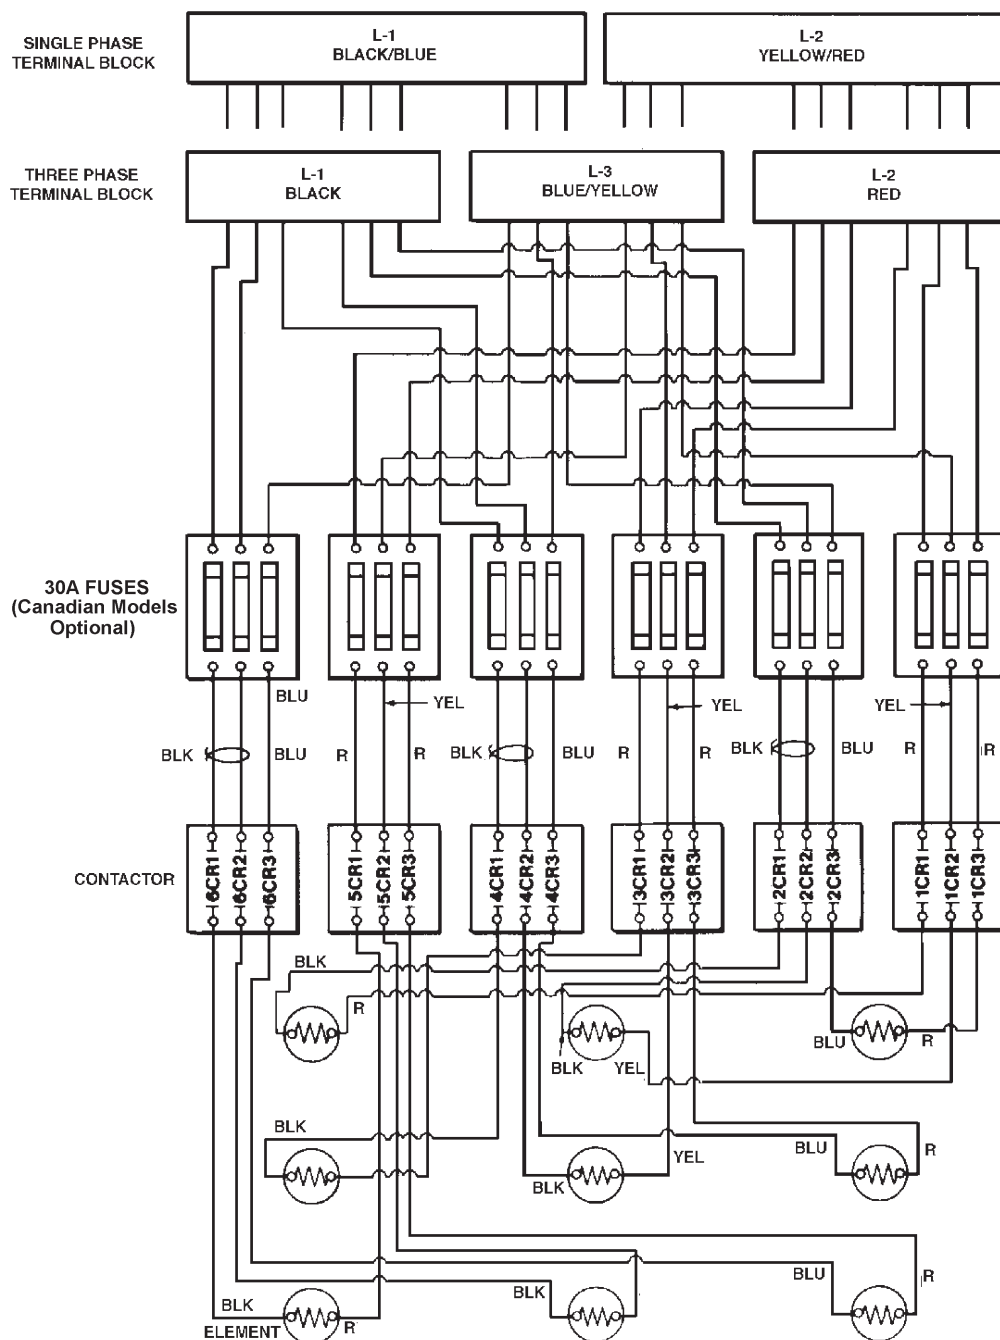 SINGLE PHASE
TERMINAL BLOCK
L-1
BLACK/BLUE
L-2
YELLOW/RED
THREE PHASE
TERMINAL BLOCK
L-1
BLACK
L-3
BLUE/YELLOW
L-2
RED
30A FUSES
(Canadian Models
Optional)
BLU
YEL
YEL
YEL
BLK
BLU
R
R
BLK
BLU
R
R
BLK
BLU
R
R
CONTACTOR
6CR1
6CR2
6CR3
5CR1
5CR2
5CR3
4CR1
4CR2
4CR3
3CR1
3CR2
3CR3
2CR1
2CR2
2CR3
1CR1
1CR2
1CR3
BLK
R
BLK
YEL
BLU
R
BLK
BLK
YEL
BLU
R
BLK
ELEMENT
R
BLK
BLU
R